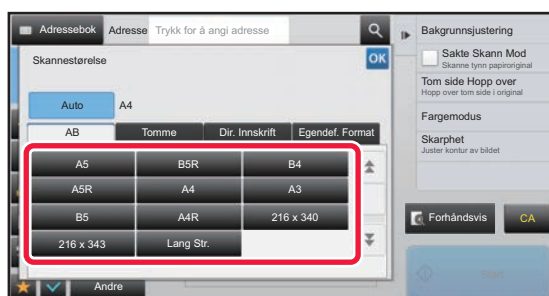 Adressebok Adresse Trykk for å angi adresse
Skannestørelse OK
Auto A4
AB Tomme Dir. Innskrift Egendef. Format
A5 B5R B4
A5R A4 A3
B5 A4R 216 x 340
216 x 343 Lang Str.
Andre
Bakgrunnsjustering
Sakte Skann Mod
Skanne tynn papiroriginal
Tom side Hopp over
Hopp over tom side i original
Fargemodus
Skarphet
Juster kontur av bildet
Forhåndsvis CA
Start